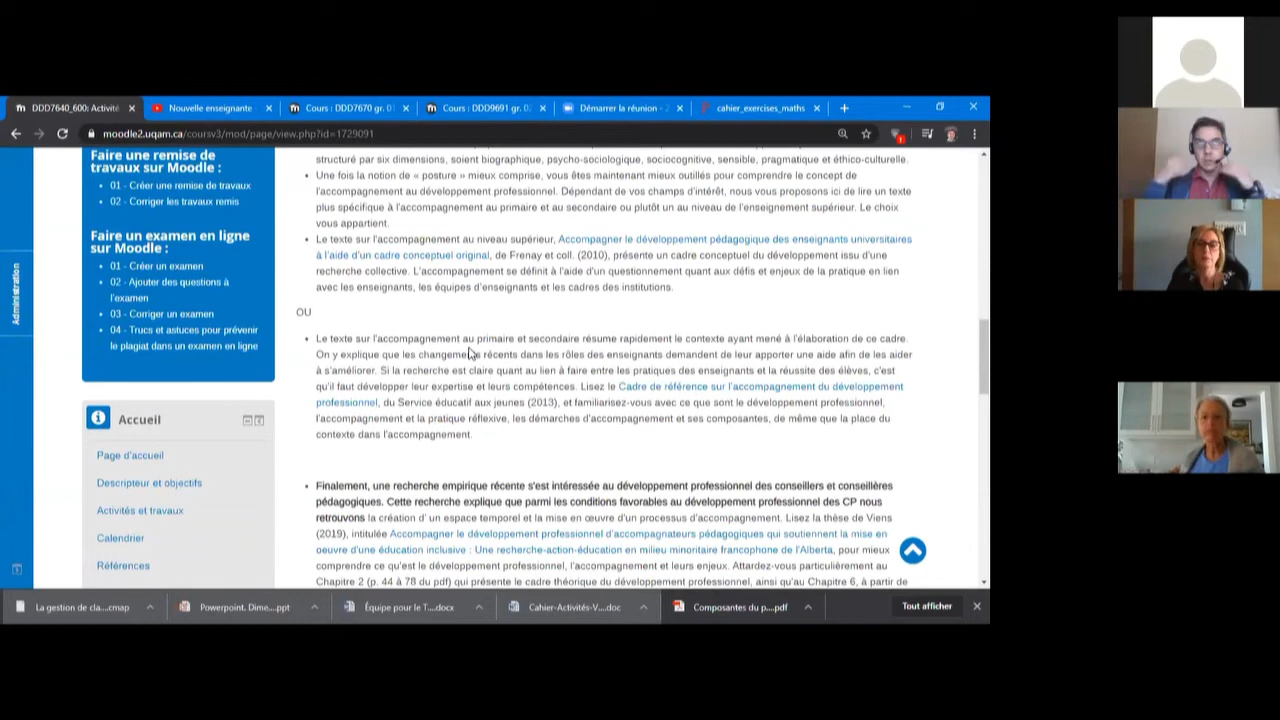 DDD7640_600: Activité
Nouvelle enseignante
Cours : DDD7670 gr. 01
Cours : DDD9691 gr. 0
Démarrer la réunion -
cahier_exercises_maths
moodle2.uqam.ca/coursv3/mod/page/view.php?id=1729091
Administration
Faire une remise de
travaux sur Moodle :
01 - Créer une remise de travaux
02 - Corriger les travaux remis
Faire un examen en ligne
sur Moodle :
01 - Créer un examen
02 - Ajouter des questions à
l'examen
03 - Corriger un examen
04 - Trucs et astuces pour prévenir
le plagiat dans un examen en ligne
Accueil
Page d'accueil
Descripteur et objectifs
Activités et travaux
Calendrier
Références
structuré par six dimensions, soient biographique, psycho-sociologique, sociocognitive, sensible, pragmatique et éthico-culturelle.
Une fois la notion de « posture » mieux comprise, vous êtes maintenant mieux outillés pour comprendre le concept de
l'accompagnement au développement professionnel. Dépendant de vos champs d'intérêt, nous vous proposons ici de lire un texte
plus spécifique à l'accompagnement au primaire et au secondaire ou plutôt un au niveau de l'enseignement supérieur. Le choix
vous appartient.
Le texte sur l'accompagnement au niveau supérieur, Accompagner le développement pédagogique des enseignants universitaires
à l'aide d'un cadre conceptuel original, de Frenay et coll. (2010), présente un cadre conceptuel du développement issu d'une
recherche collective. L'accompagnement se définit à l'aide d'un questionnement quant aux défis et enjeux de la pratique en lien
avec les enseignants, les équipes d'enseignants et les cadres des institutions.
OU
Le texte sur l'accompagnement au primaire et secondaire résume rapidement le contexte ayant mené à l'élaboration de ce cadre.
On y explique que les changements récents dans les rôles des enseignants demandent de leur apporter une aide afin de les aider
à s'améliorer. Si la recherche est claire quant au lien à faire entre les pratiques des enseignants et la réussite des élèves, c'est
qu'il faut développer leur expertise et leurs compétences. Lisez le Cadre de référence sur l'accompagnement du développement
professionnel, du Service éducatif aux jeunes (2013), et familiarisez-vous avec ce que sont le développement professionnel,
l'accompagnement et la pratique réflexive, les démarches d'accompagnement et ses composantes, de même que la place du
contexte dans l'accompagnement.
Finalement, une recherche empirique récente s'est intéressée au développement professionnel des conseillers et conseillères
pédagogiques. Cette recherche explique que parmi les conditions favorables au développement professionnel des CP nous
retrouvons la création d' un espace temporel et la mise en œuvre d'un processus d'accompagnement. Lisez la thèse de Viens
(2019), intitulée Accompagner le développement professionnel d'accompagnateurs pédagogiques qui soutiennent la mise en
oeuvre d'une éducation inclusive : Une recherche-action-éducation en milieu minoritaire francophone de l'Alberta, pour mieux
comprendre ce qu'est le développement professionnel, l'accompagnement et leurs enjeux. Attardez-vous particulièrement au
Chapitre 2 (p. 44 à 78 du pdf) qui présente le cadre théorique du développement professionnel, ainsi qu'au Chapitre 6, à partir de
La gestion de cla....cmap
Powerpoint. Dime....ppt
Équipe pour le T....docx
Cahier-Activités-V....doc
Composantes du p....pdf
Tout afficher